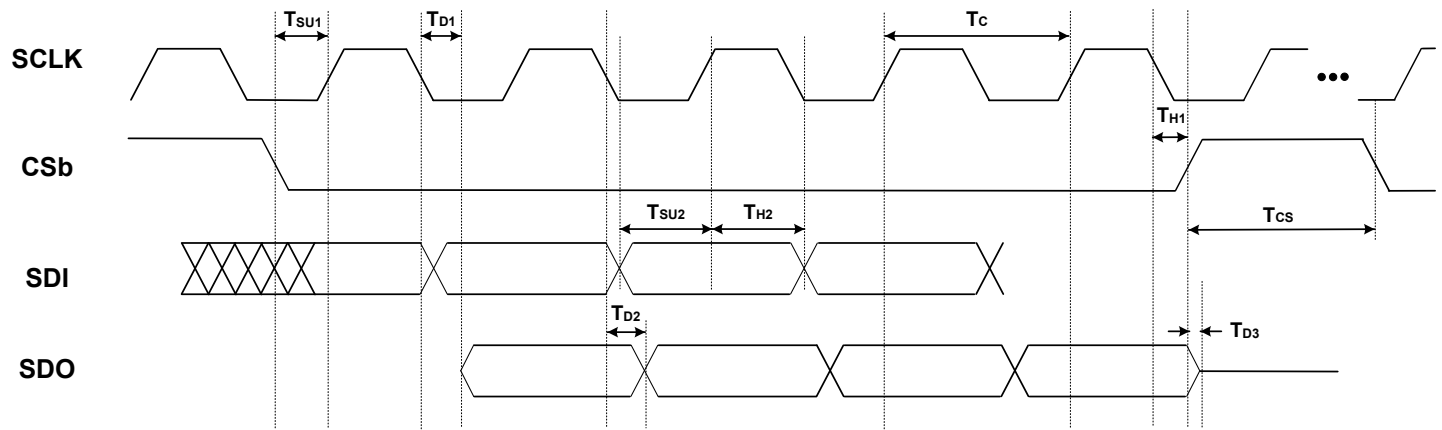 TSU1 TD1 TC
SCLK
•••
TH1
CSb
TSU2 TH2 TCS
SDI
TD2 TD3
SDO